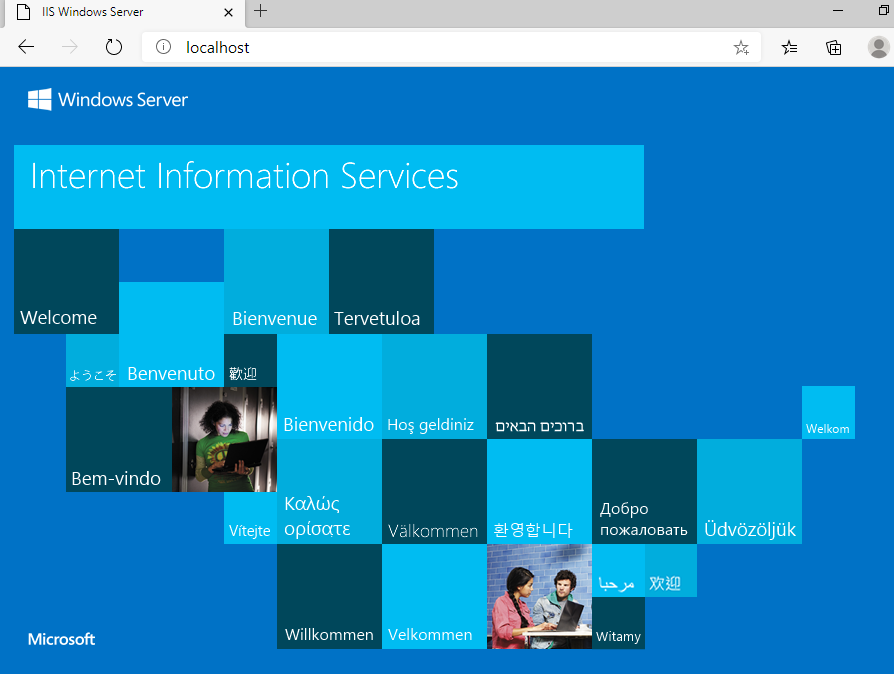 IIS Windows Server
localhost
Windows Server
Internet Information Services
Welcome
Bienvenue
Tervetuloa
ようこそ
Benvenuto
歡迎
Bienvenido
Hoş geldiniz
ברוכים הבאים
Welkom
Bem-vindo
Vítejte
Καλώς
ορίσατε
Välkommen
환영합니다
Добро
пожаловать
Üdvözöljük
Willkommen
Velkommen
مرحبا
欢迎
Witamy
Microsoft